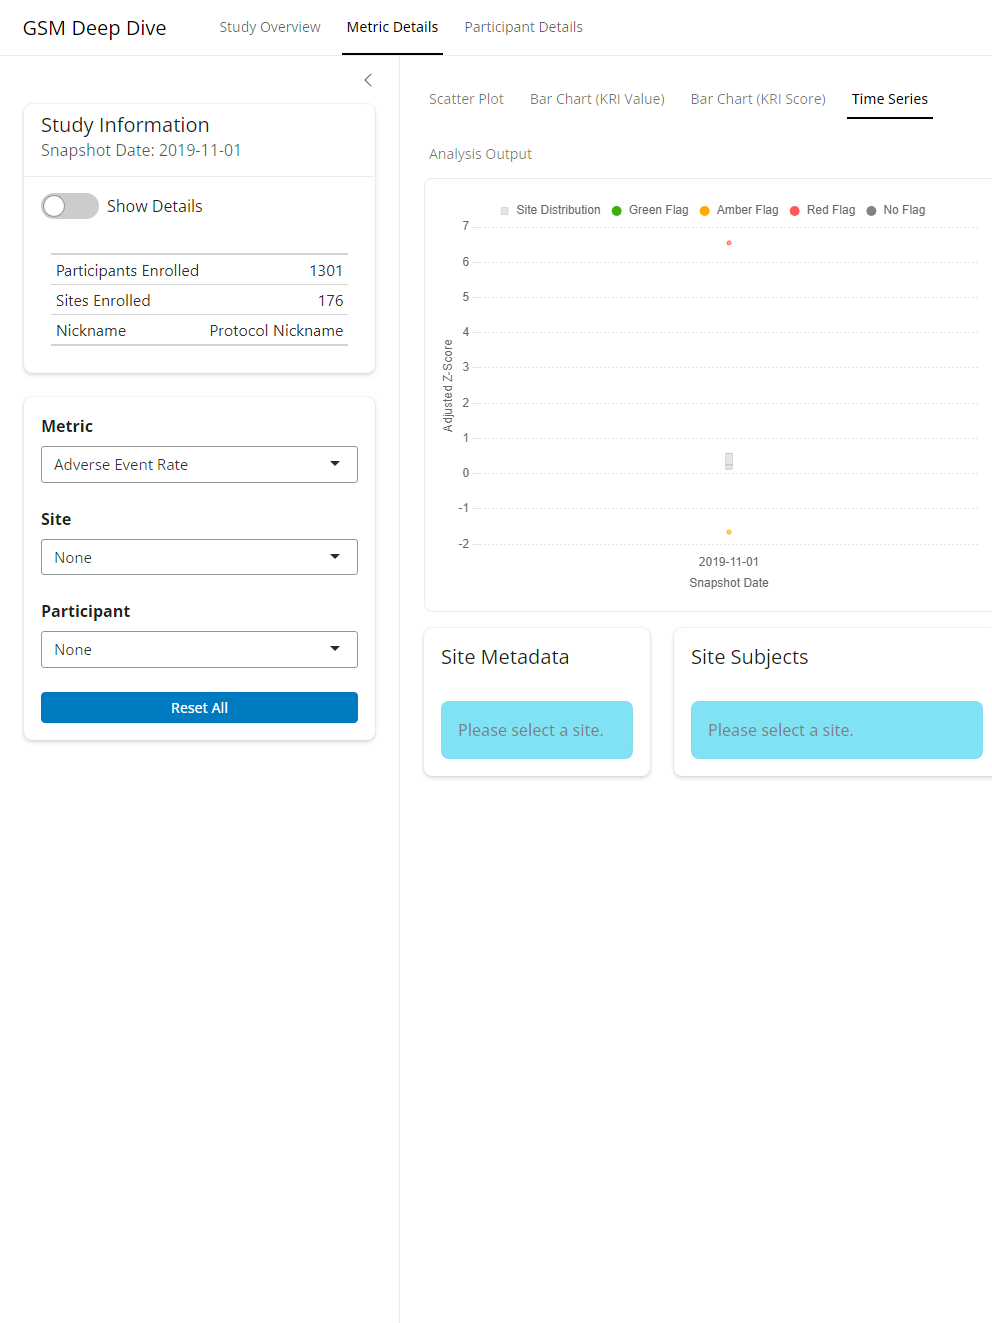 GSM Deep Dive
Study Overview
Metric Details
Participant Details
Study Information
Snapshot Date: 2019-11-01
Show Details
Participants Enrolled 1301
Sites Enrolled 176
Nickname Protocol Nickname
Metric
Adverse Event Rate
Site
None
Participant
None
Reset All
Scatter Plot
Bar Chart (KRI Value)
Bar Chart (KRI Score)
Time Series
Analysis Output
Site Distribution
Green Flag
Amber Flag
Red Flag
No Flag
Adjusted Z-Score
7
6
5
4
3
2
1
0
-1
-2
2019-11-01
Snapshot Date
Site Metadata
Please select a site.
Site Subjects
Please select a site.